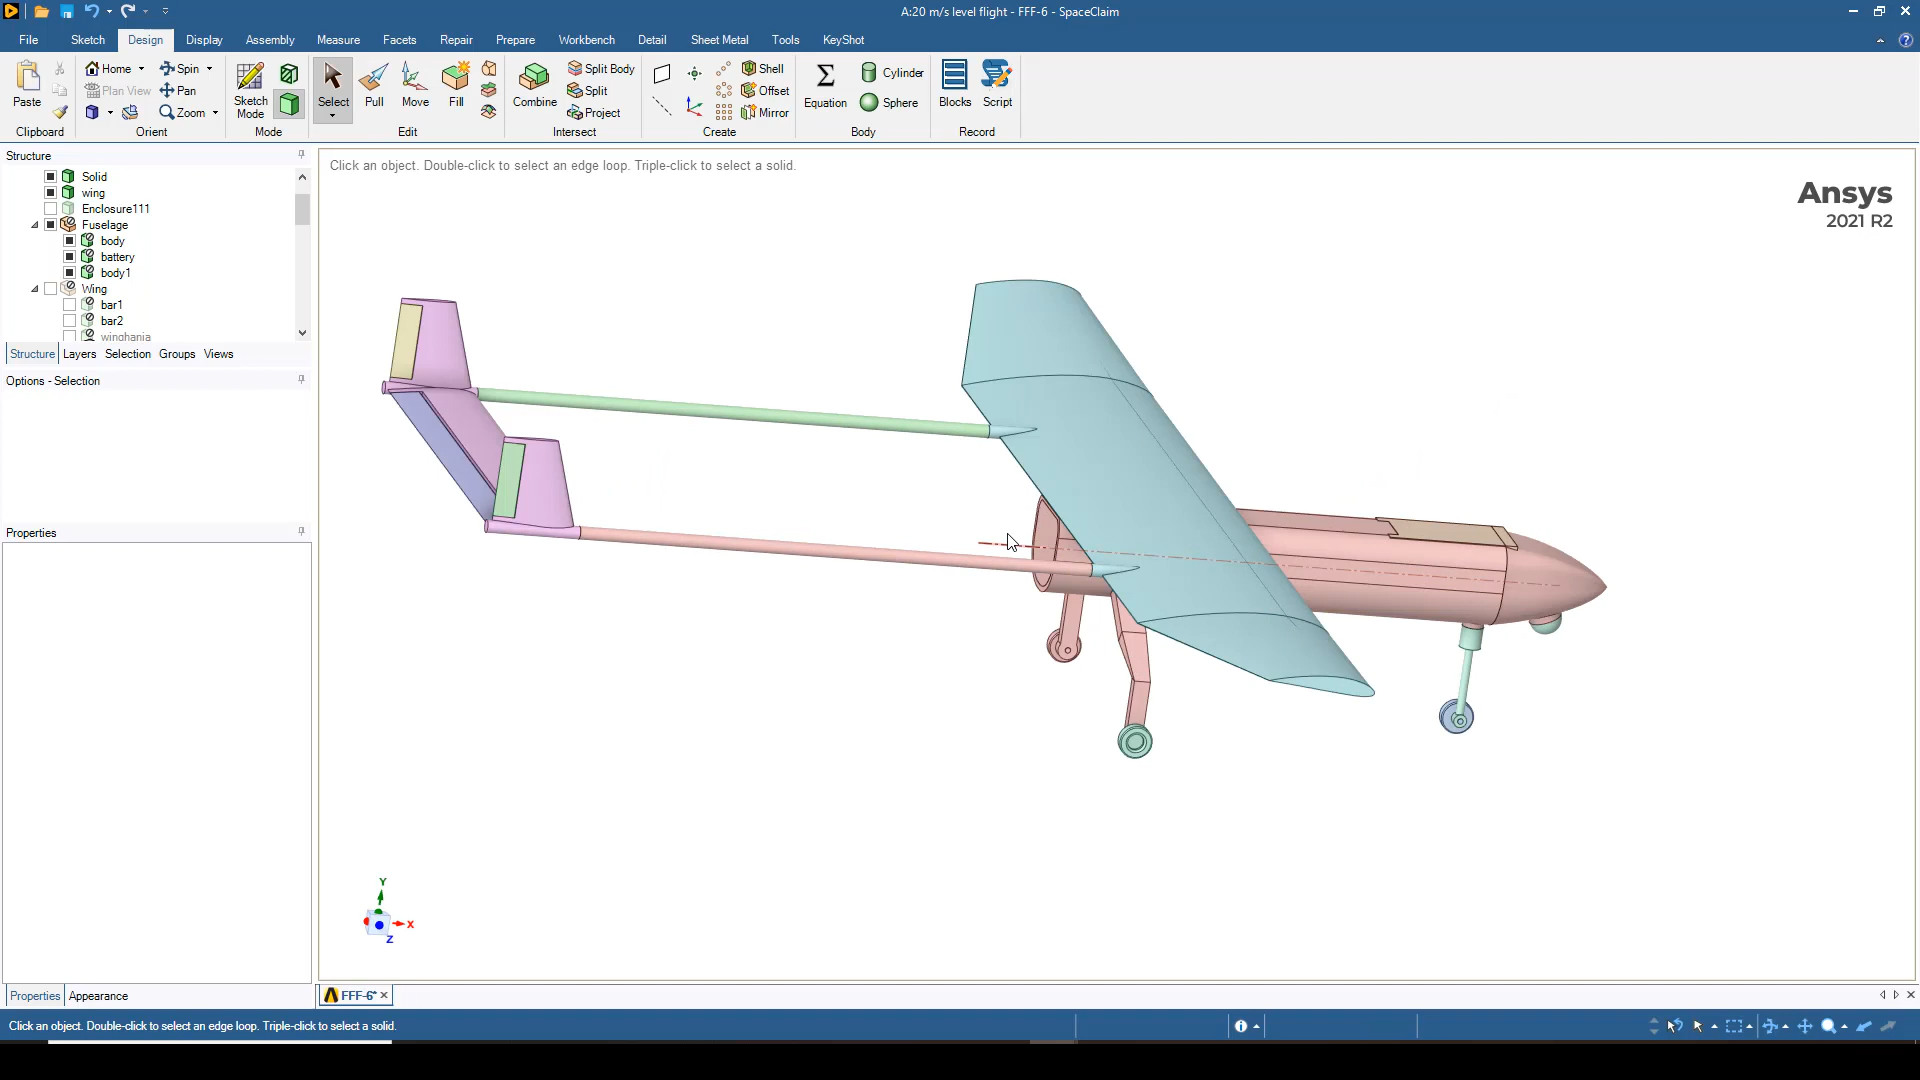 A:20 m/s level flight - FFF-6 - SpaceClaim
File Sketch Design Display Assembly Measure Facets Repair Prepare Workbench Detail Sheet Metal Tools KeyShot
Paste
Clipboard
Home Spin
Plan View Pan
Zoom
Orient
Sketch Mode
Mode
Select Pull Move Fill
Edit
Combine
Split Body
Split
Project
Intersect
Shell
Offset
Mirror
Create
Equation
Cylinder
Sphere
Body
Blocks Script
Record
Structure
Solid
wing
Enclosure111
Fuselage
body
battery
body1
Wing
bar1
bar2
winghania
Structure Layers Selection Groups Views
Options - Selection
Properties
Properties Appearance
Click an object. Double-click to select an edge loop. Triple-click to select a solid.
Ansys
2021 R2
Y
X
Z
FFF-6*
Click an object. Double-click to select an edge loop. Triple-click to select a solid.